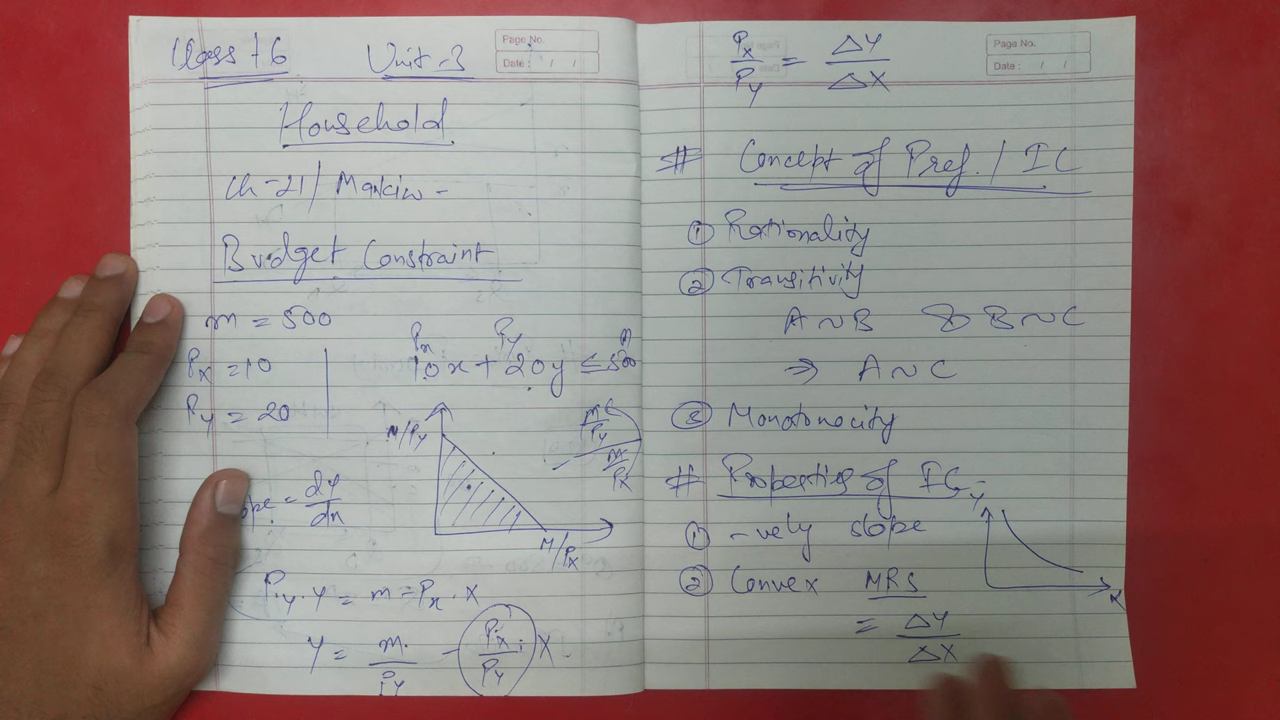 Class 76 Unit-3
Page No.
Date : / /
Household
Ch-21/ Mankiw -
Budget Constraint
m = 500
Px = 10
Py = 20
Px Py
10x + 20y ≤ 500
M/Py
M/Px
m/Py
m/Px
slope = dy/dx
Py.y = m = Px.x
Y = m/Py - Px/Py . X
Px/Py = ΔY/ΔX
Page No.
Date : / /
# Concept of Pref. / IC
① Rationality
② Transitivity
A~B & B~C
⇒ A~C
③ Monotonocity
# Properties of IC -
① -vely slope
② Convex MRS
= ΔY/ΔX
Y
X